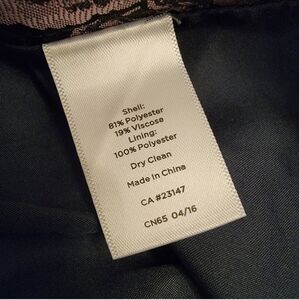 Shell:
81% Polyester
19% Viscose
Lining:
100% Polyester
Dry Clean
Made in China
CA #23147
CN65 04/16